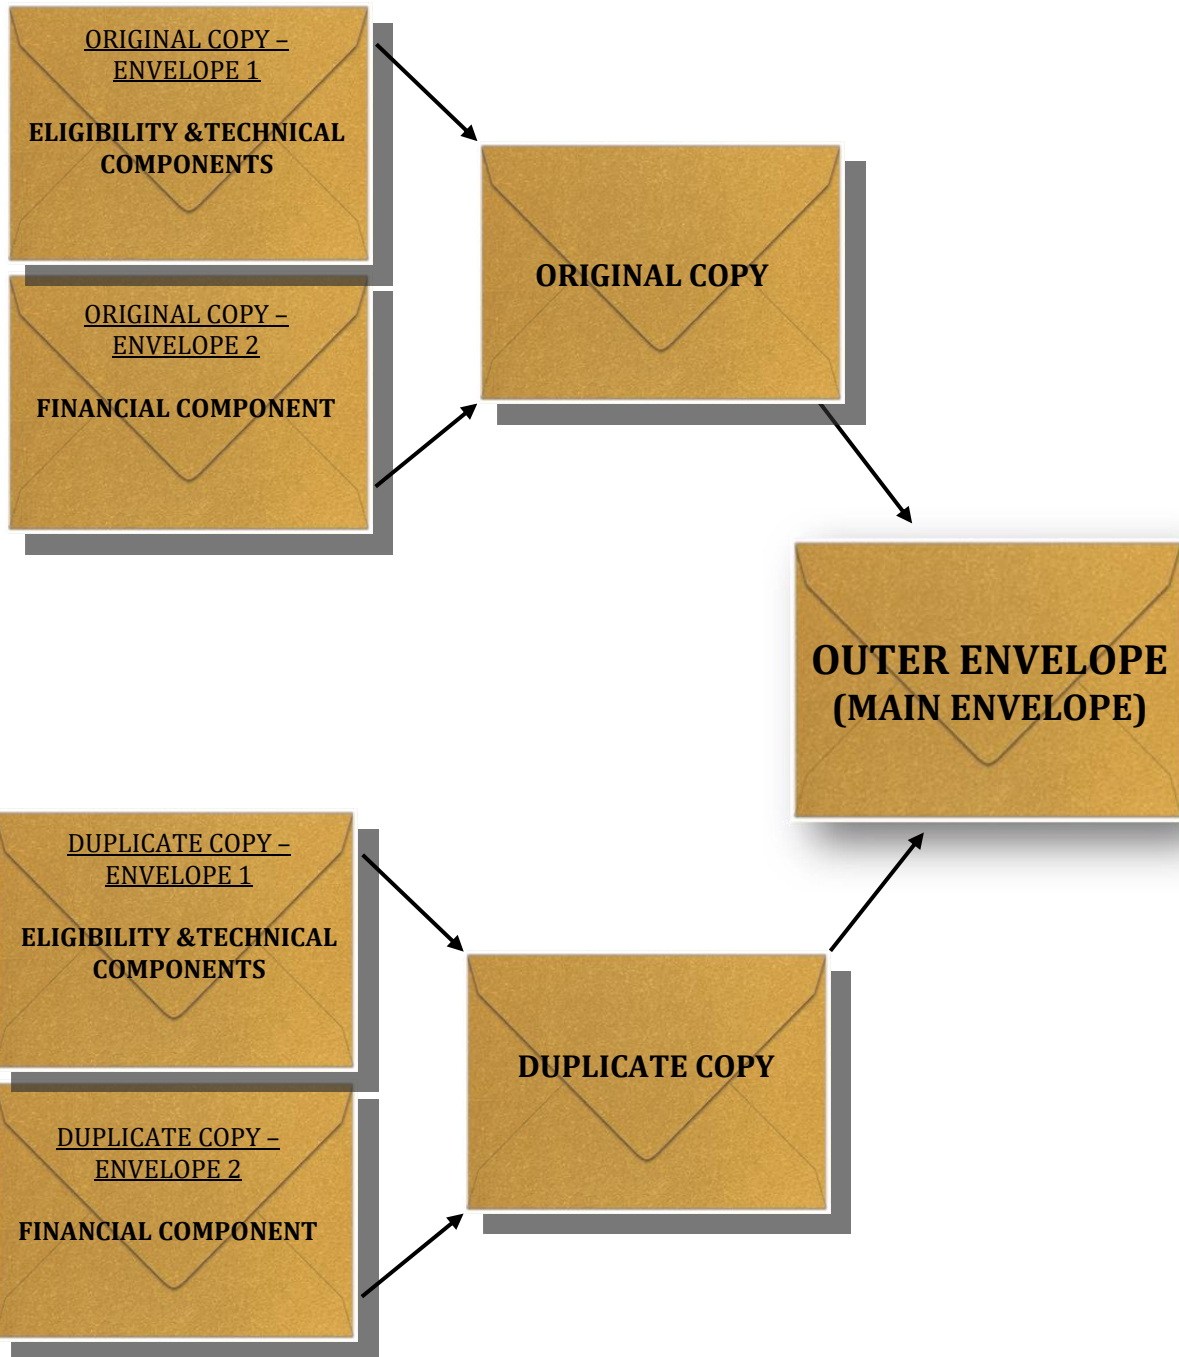 ORIGINAL COPY –
ENVELOPE 1
ELIGIBILITY &TECHNICAL
COMPONENTS
ORIGINAL COPY –
ENVELOPE 2
FINANCIAL COMPONENT
ORIGINAL COPY
OUTER ENVELOPE
(MAIN ENVELOPE)
DUPLICATE COPY –
ENVELOPE 1
ELIGIBILITY &TECHNICAL
COMPONENTS
DUPLICATE COPY –
ENVELOPE 2
FINANCIAL COMPONENT
DUPLICATE COPY